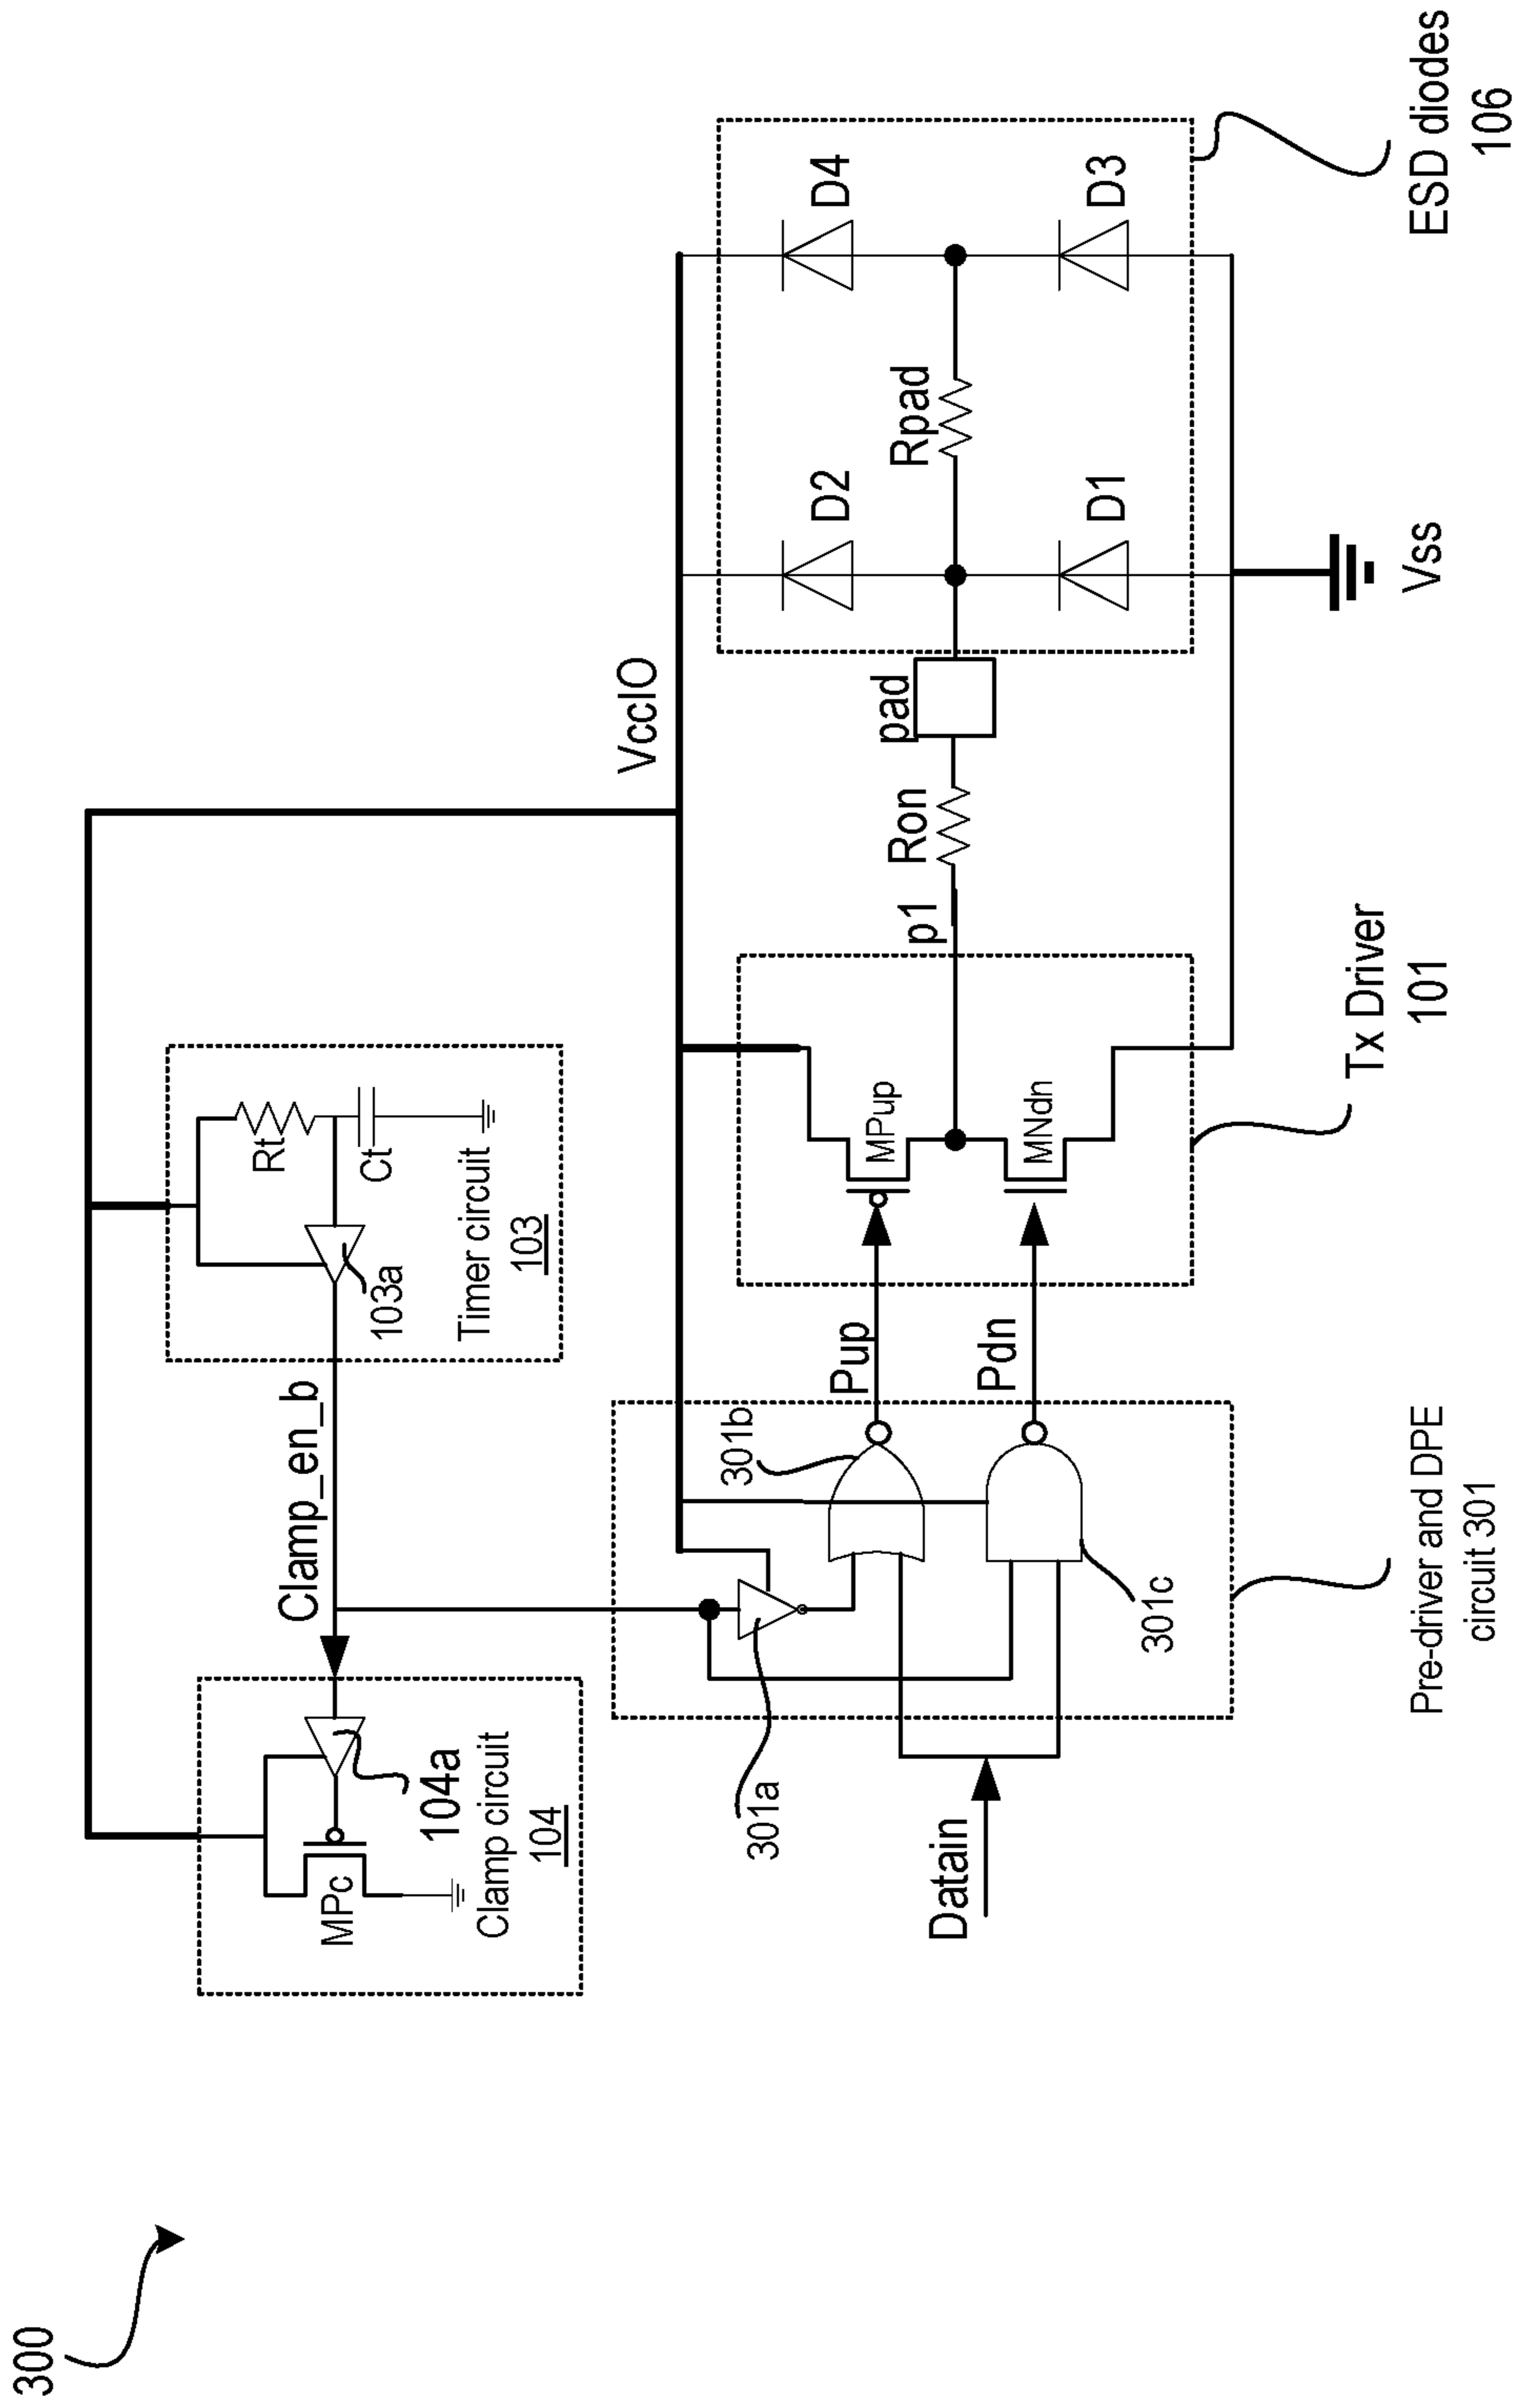 300
VccIO
Clamp_en_b
Rt
Ct
103a
Timer circuit
103
MPc
104a
Clamp circuit
104
Datain
301a
301b
301c
Pre-driver and DPE
circuit 301
Pup
Pdn
MPup
MNdn
Tx Driver
101
p1
Ron
pad
D2
D1
Rpad
D4
D3
Vss
ESD diodes
106